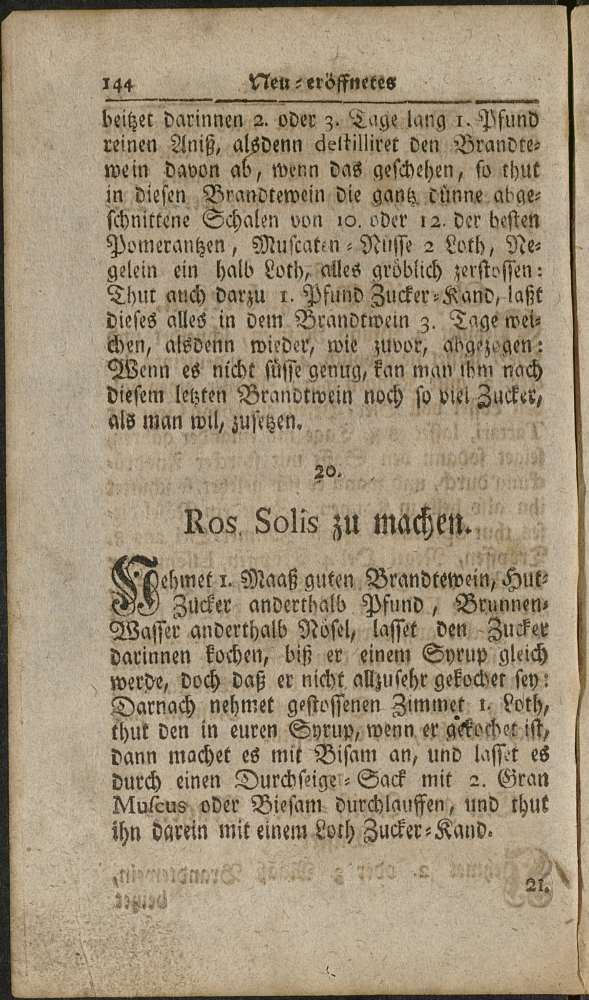 144 Neu-eröffnetes
beitzet darinnen 2. oder 3. Tage lang 1. Pfund
reinen Aniß, alsdenn destilliret den Brandte-
wein davon ab, wenn das geschehen, so thut
in diesen Brandtewein die gantz dünne abge-
schnittene Schalen von 10. oder 12. der besten
Pomerantzen, Muscaten-Nüsse 2 Loth, Ne-
gelein ein halb Loth, alles gröblich zerstossen:
Thut auch darzu 1. Pfund Zucker-Kand, laßt
dieses alles in dem Brandtwein 3. Tage wei-
chen, alsdenn wieder, wie zuvor, abgezogen:
Wenn es nicht süsse genug, kan man ihm nach
diesem letzten Brandtwein noch so viel Zucker,
als man wil, zusetzen.
20.
Ros Solis zu machen.
Nehmet 1. Maaß guten Brandtewein, Hut-
Zucker anderthalb Pfund, Brunnen-
Wasser anderthalb Nösel, lasset den Zucker
darinnen kochen, biß er einem Syrup gleich
werde, doch daß er nicht allzusehr gekochet sey:
Darnach nehmet gestossenen Zimmet 1. Loth,
thut den in euren Syrup, wenn er gekochet ist,
dann machet es mit Bisam an, und lasset es
durch einen Durchseige-Sack mit 2. Gran
Muscus oder Biesam durchlauffen, und thut
ihn darein mit einem Loth Zucker-Kand.
21.